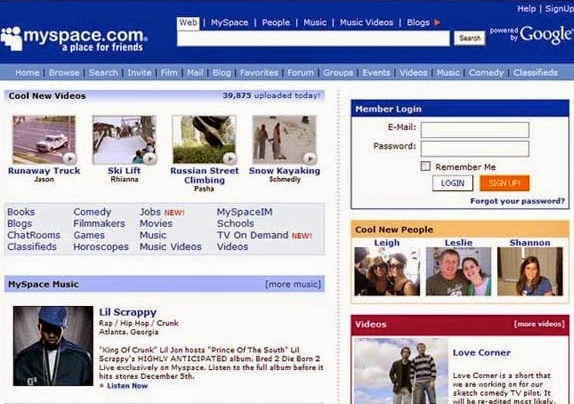 Help | SignUp
myspace.com®
a place for friends
Web | MySpace | People | Music | Music Videos | Blogs
Search
powered by Google
Home | Browse | Search | Invite | Film | Mail | Blog | Favorites | Forum | Groups | Events | Videos | Music | Comedy | Classifieds
Cool New Videos
39,875 uploaded today!
Runaway Truck
Jason
Ski Lift
Rhianna
Russian Street
Climbing
Pasha
Snow Kayaking
Schmedly
Books Comedy Jobs NEW! MySpaceIM
Blogs Filmmakers Movies Schools
ChatRooms Games Music TV On Demand NEW!
Classifieds Horoscopes Music Videos Videos
MySpace Music
[more music]
Lil Scrappy
Rap / Hip Hop / Crunk
Atlanta, Georgia
"King Of Crunk" Lil Jon hosts "Prince Of The South" Lil
Scrappy's HIGHLY ANTICIPATED album, Bred 2 Die Born 2
Live exclusively on Myspace. Listen to the full album before it
hits stores December 5th.
» Listen Now
Member Login
E-Mail:
Password:
Remember Me
LOGIN
SIGN UP!
Forgot your password?
Cool New People
Leigh
Leslie
Shannon
Videos
[more videos]
Love Corner
Love Corner is a short that
we are working on for our
sketch comedy TV pilot. It
will be re-edited most likely.